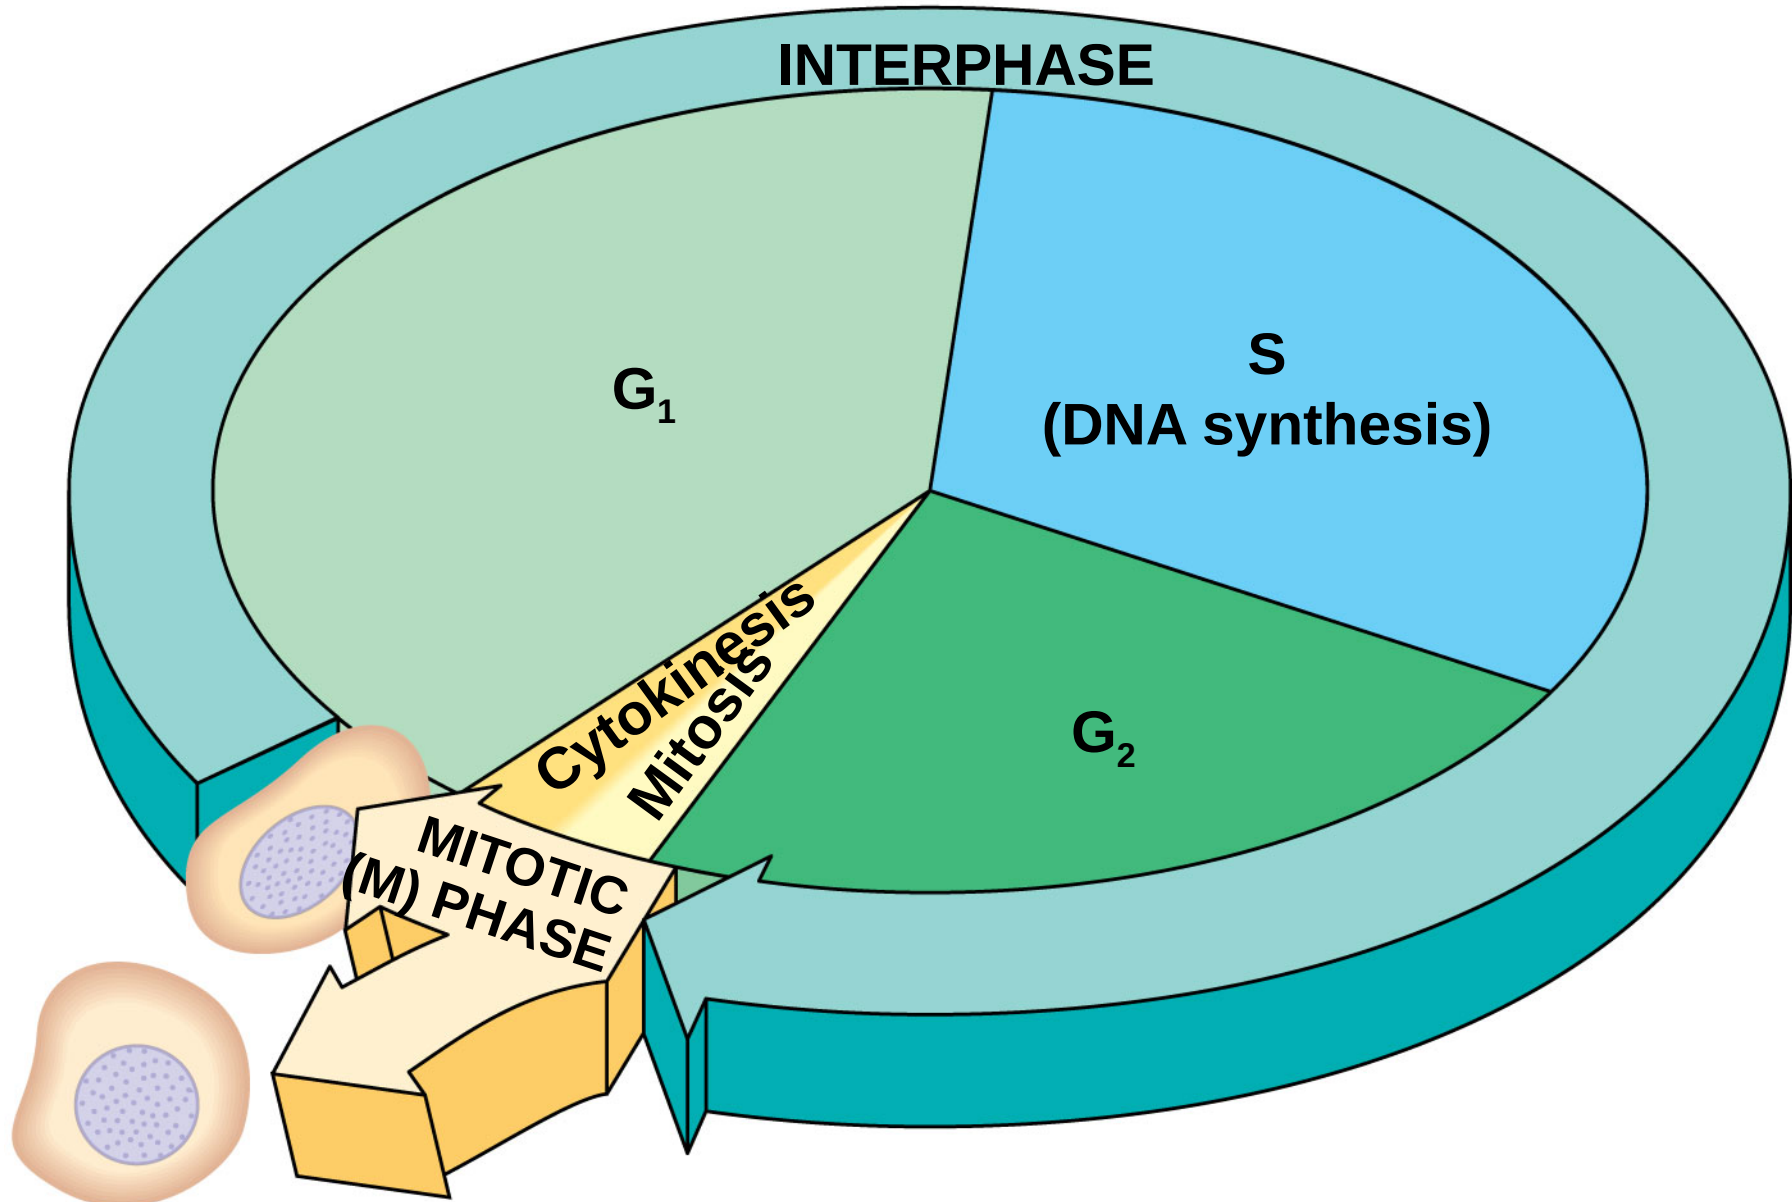 INTERPHASE
G₁
S
(DNA synthesis)
Cytokinesis
Mitosis
G₂
MITOTIC
(M) PHASE